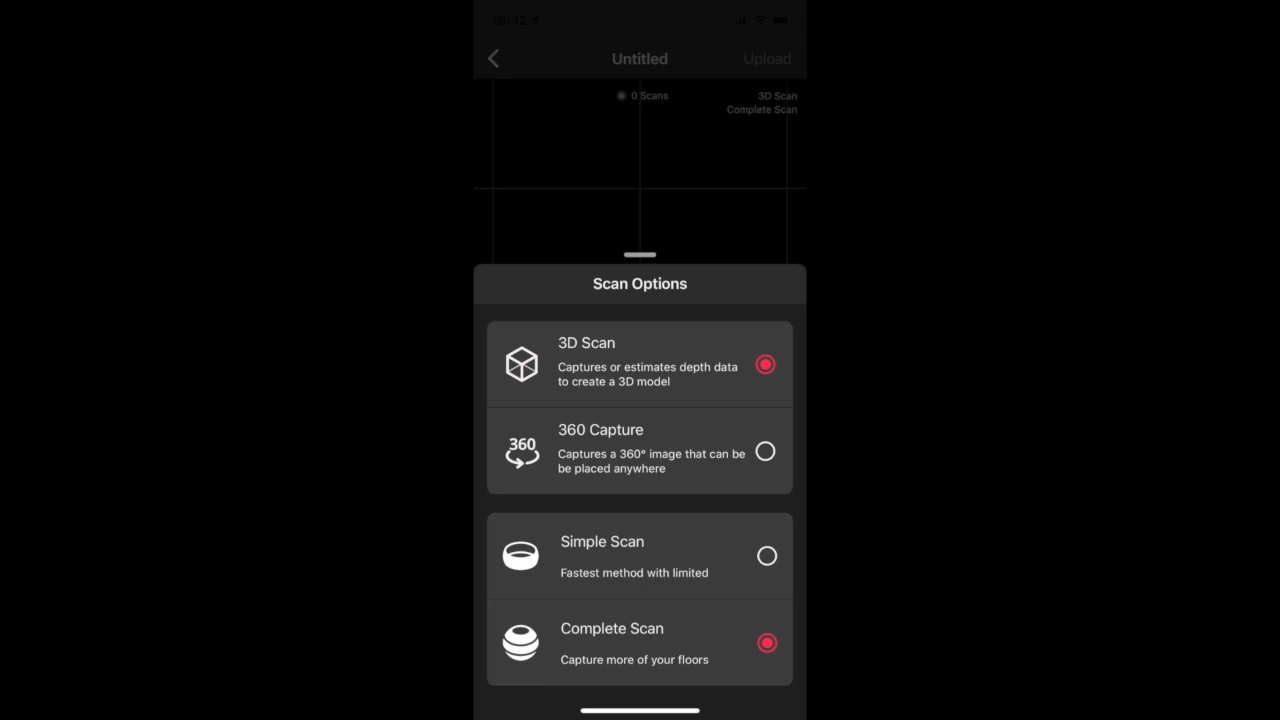 18:42
Untitled
Upload
0 Scans
3D Scan
Complete Scan
Scan Options
3D Scan
Captures or estimates depth data
to create a 3D model
360
360 Capture
Captures a 360° image that can be
be placed anywhere
Simple Scan
Fastest method with limited
Complete Scan
Capture more of your floors